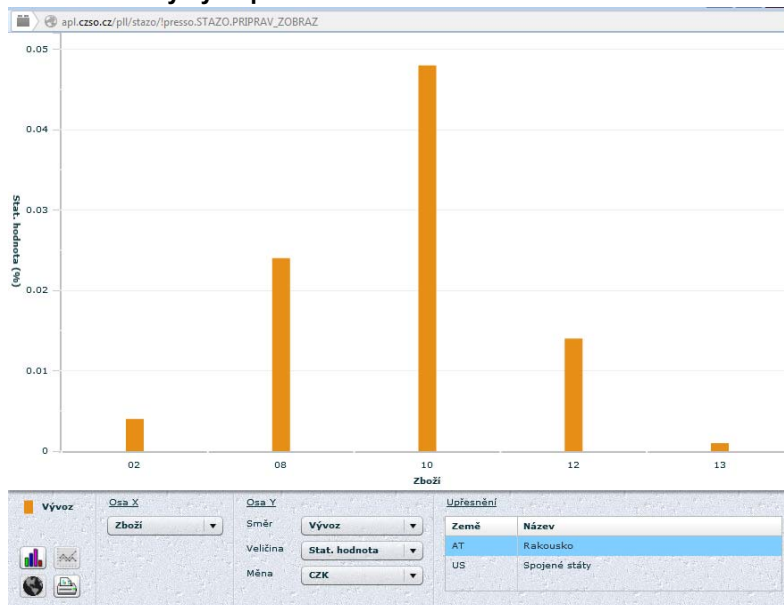 apl.czso.cz/pll/stazo/!presso.STAZO.PRIPRAV_ZOBRAZ
0.05
0.04
0.03
0.02
0.01
0
Stat. hodnota (%)
02 08 10 12 13
Zboží
Vývoz
Osa X
Zboží
Osa Y
Směr Vývoz
Veličina Stat. hodnota
Měna CZK
Upřesnění
Země Název
AT Rakousko
US Spojené státy